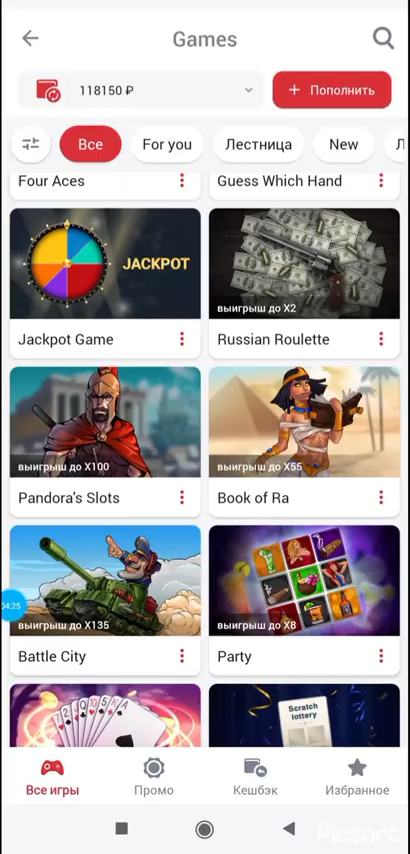 Games
118150 ₽
+ Пополнить
Все
For you
Лестница
New
Four Aces
Guess Which Hand
JACKPOT
выигрыш до X2
Jackpot Game
Russian Roulette
выигрыш до X100
выигрыш до X55
Pandora's Slots
Book of Ra
04:25
выигрыш до X135
выигрыш до X8
Battle City
Party
Scratch
lottery
Все игры
Промо
Кешбэк
Избранное
Picsart